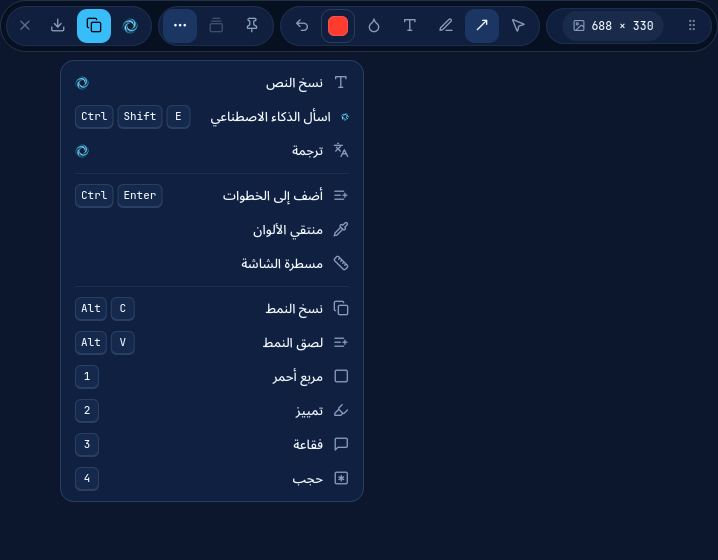 688 × 330
نسخ النص
اسأل الذكاء الاصطناعي Ctrl Shift E
ترجمة
أضف إلى الخطوات Ctrl Enter
منتقي الألوان
مسطرة الشاشة
نسخ النمط Alt C
لصق النمط Alt V
مربع أحمر 1
تمييز 2
فقاعة 3
حجب 4